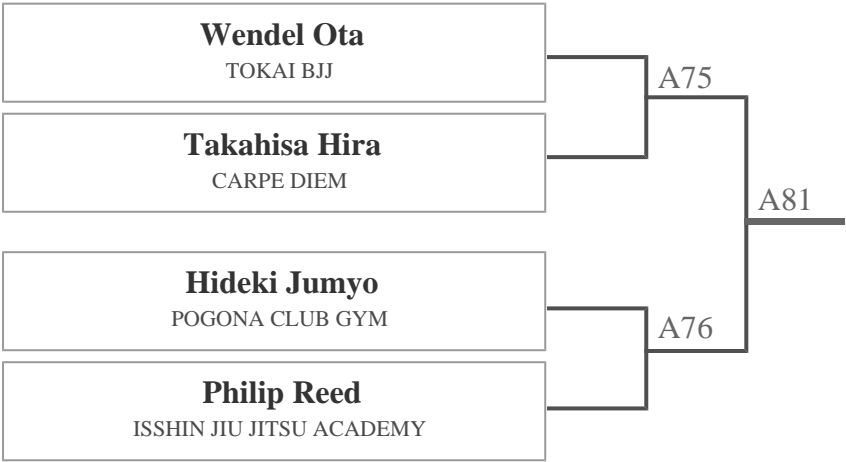 Wendel Ota
TOKAI BJJ
A75
Takahisa Hira
CARPE DIEM
A81
Hideki Jumyo
POGONA CLUB GYM
A76
Philip Reed
ISSHIN JIU JITSU ACADEMY